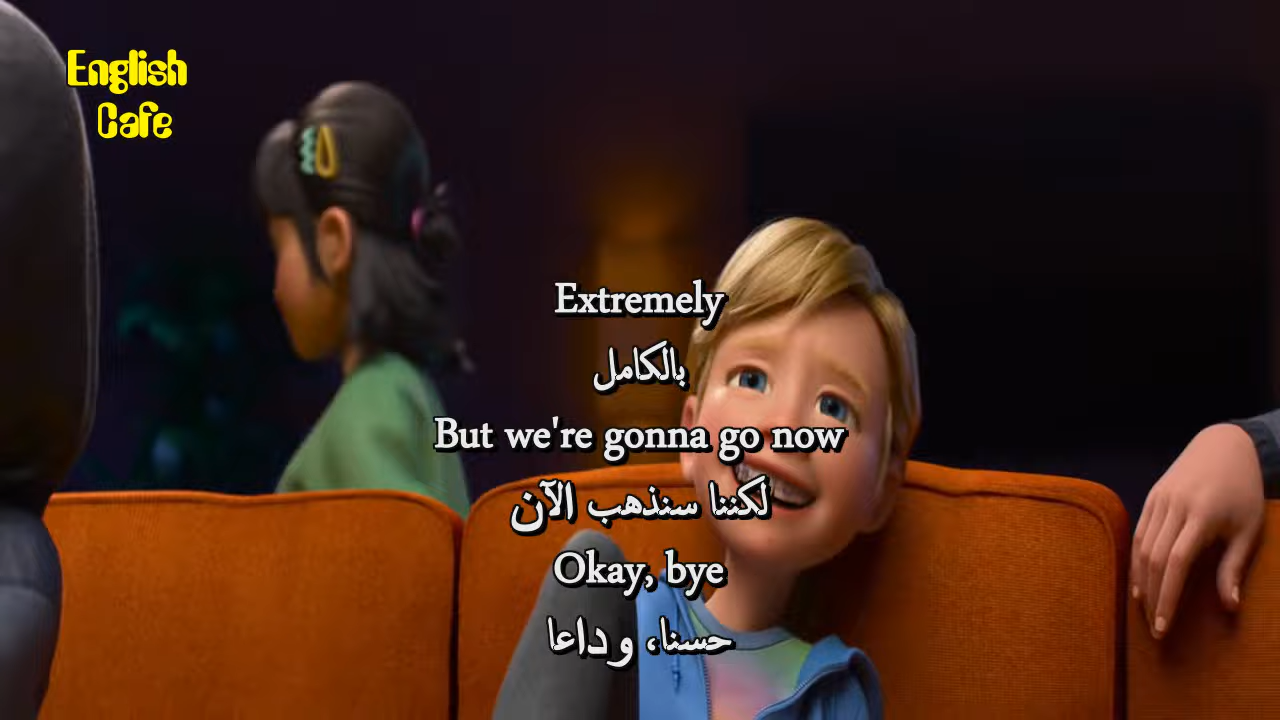 English
Cafe
Extremely
بالكامل
But we're gonna go now
لكننا سنذهب الآن
Okay, bye
حسنا، وداعا